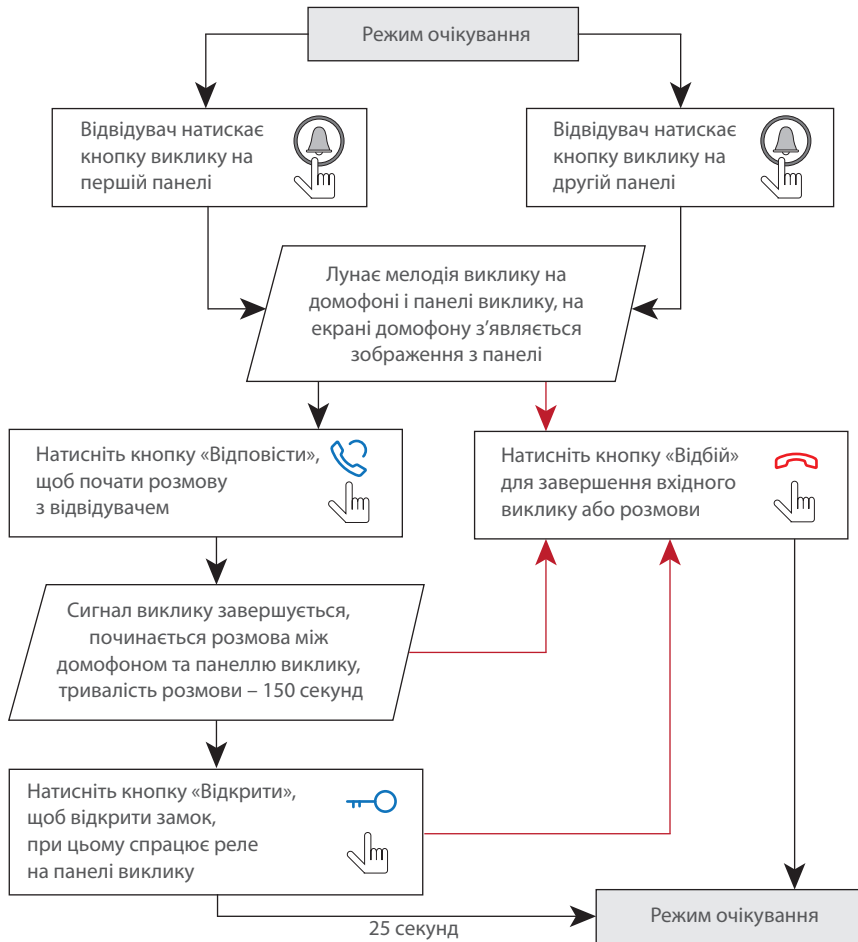 Режим очікування
Відвідувач натискає
кнопку виклику на
першій панелі
Відвідувач натискає
кнопку виклику на
другій панелі
Лунає мелодія виклику на
домофоні і панелі виклику, на
екрані домофону з’являється
зображення з панелі
Натисніть кнопку «Відповісти»,
щоб почати розмову
з відвідувачем
Натисніть кнопку «Відбій»
для завершення вхідного
виклику або розмови
Сигнал виклику завершується,
починається розмова між
домофоном та панеллю виклику,
тривалість розмови – 150 секунд
Натисніть кнопку «Відкрити»,
щоб відкрити замок,
при цьому спрацює реле
на панелі виклику
25 секунд
Режим очікування